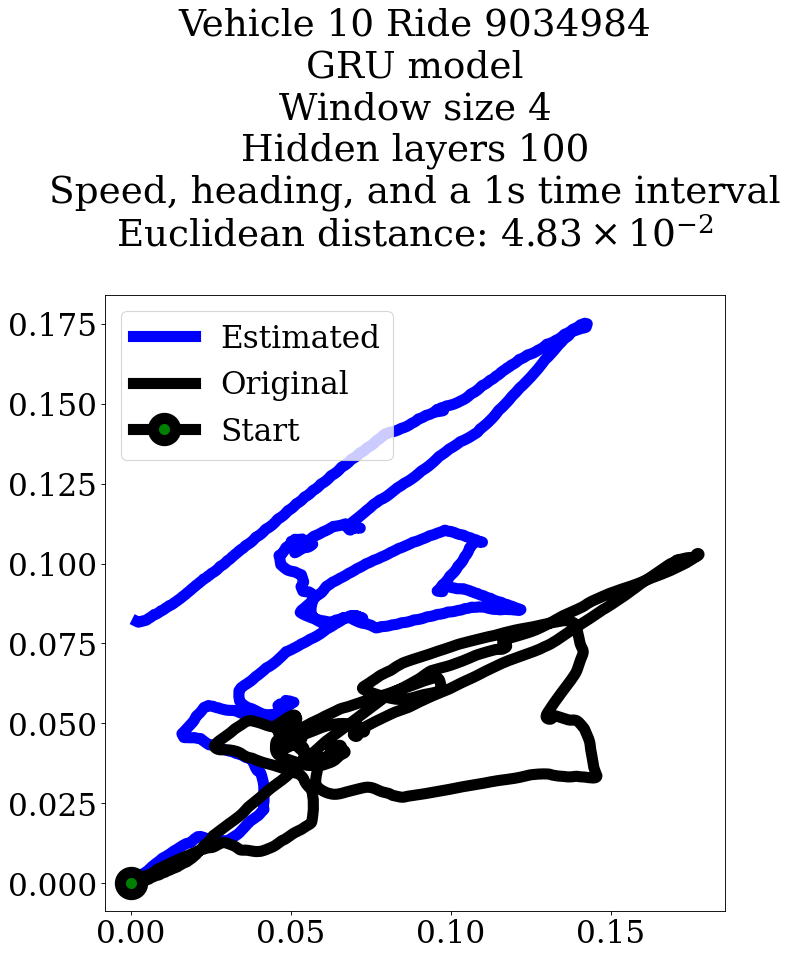 Vehicle 10 Ride 9034984
GRU model
Window size 4
Hidden layers 100
Speed, heading, and a 1s time interval
Euclidean distance: 4.83 × 10⁻²
Estimated
Original
Start
0.175
0.150
0.125
0.100
0.075
0.050
0.025
0.000
0.00 0.05 0.10 0.15